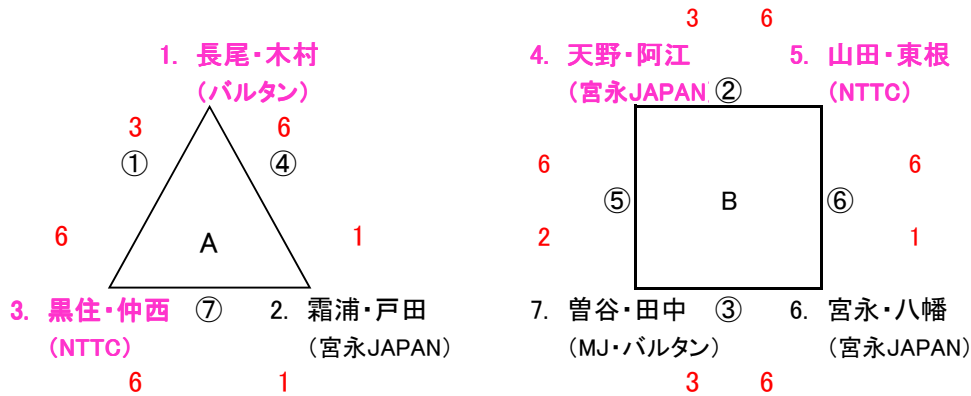 3 6
1. 長尾・木村 4. 天野・阿江 5. 山田・東根
(バルタン) (宮永JAPAN) ② (NTTC)
3 6
① ④ 6 6
⑤ B ⑥
6 A 1 2 1
3. 黒住・仲西 ⑦ 2. 霜浦・戸田 7. 曽谷・田中 ③ 6. 宮永・八幡
(NTTC) (宮永JAPAN) (MJ・バルタン) (宮永JAPAN)
6 1 3 6